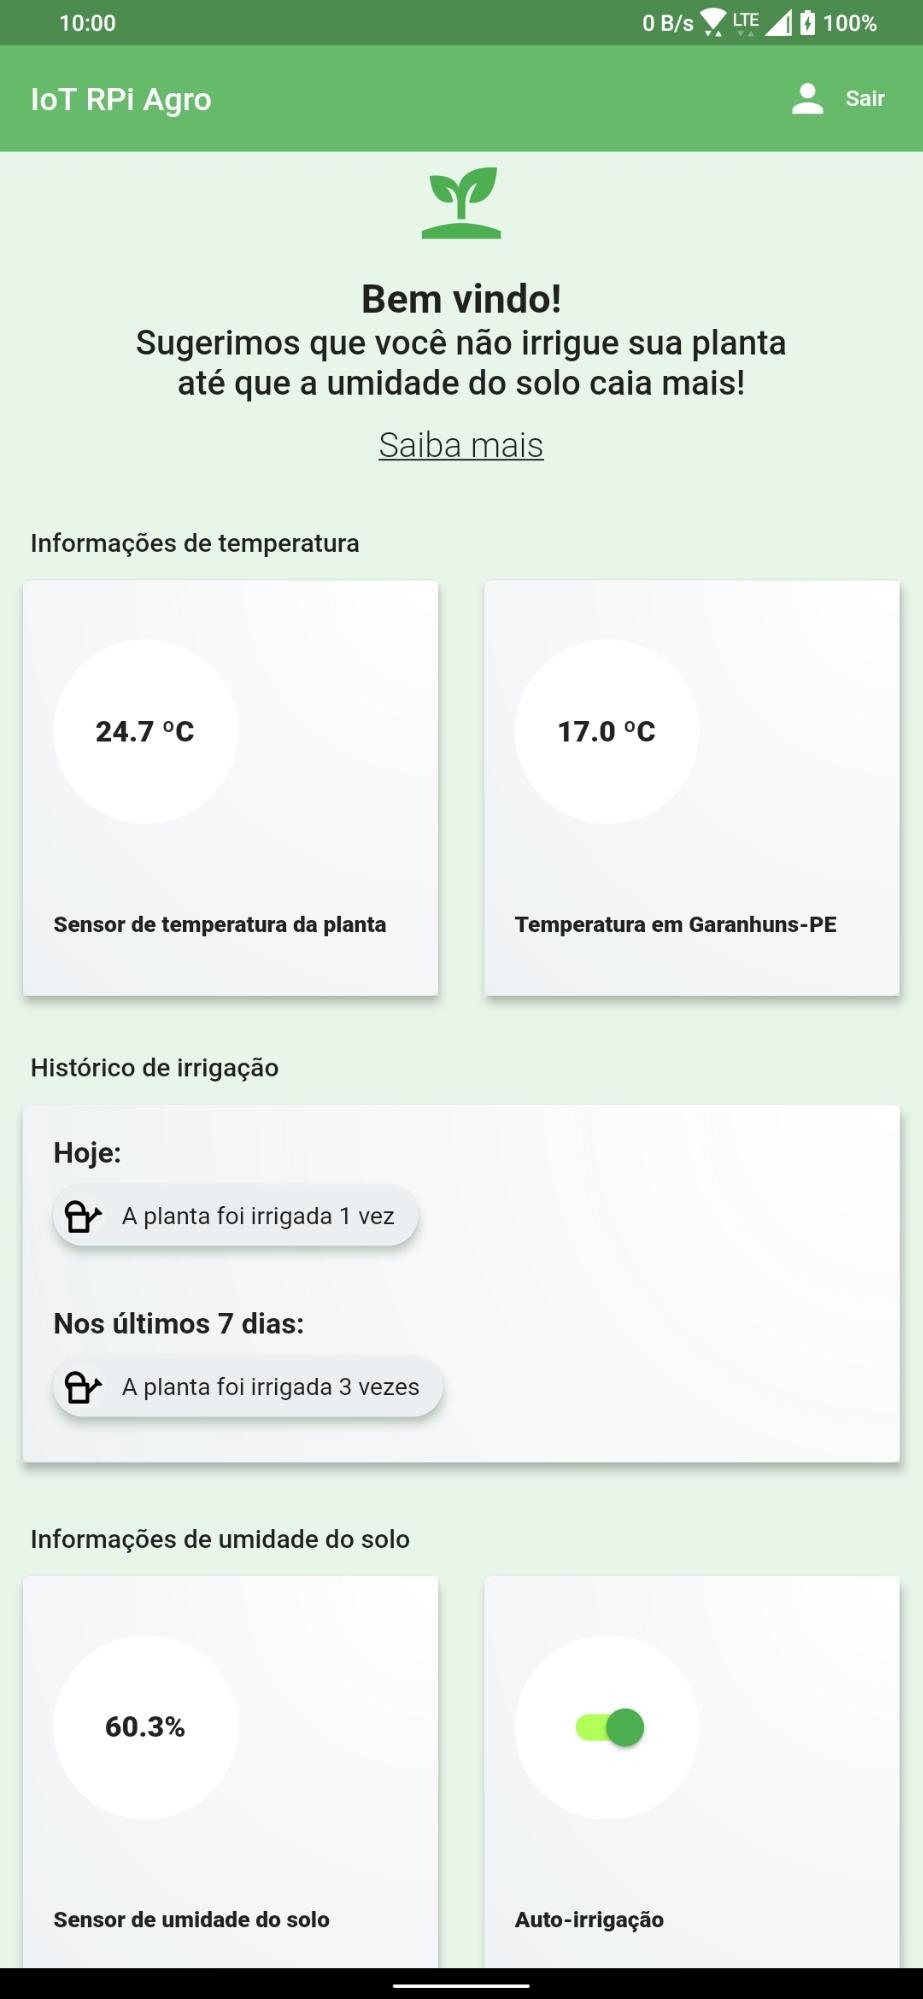 10:00 0 B/s LTE 100%
IoT RPi Agro Sair
Bem vindo!
Sugerimos que você não irrigue sua planta
até que a umidade do solo caia mais!
Saiba mais
Informações de temperatura
24.7 ºC 17.0 ºC
Sensor de temperatura da planta Temperatura em Garanhuns-PE
Histórico de irrigação
Hoje:
A planta foi irrigada 1 vez
Nos últimos 7 dias:
A planta foi irrigada 3 vezes
Informações de umidade do solo
60.3%
Sensor de umidade do solo Auto-irrigação